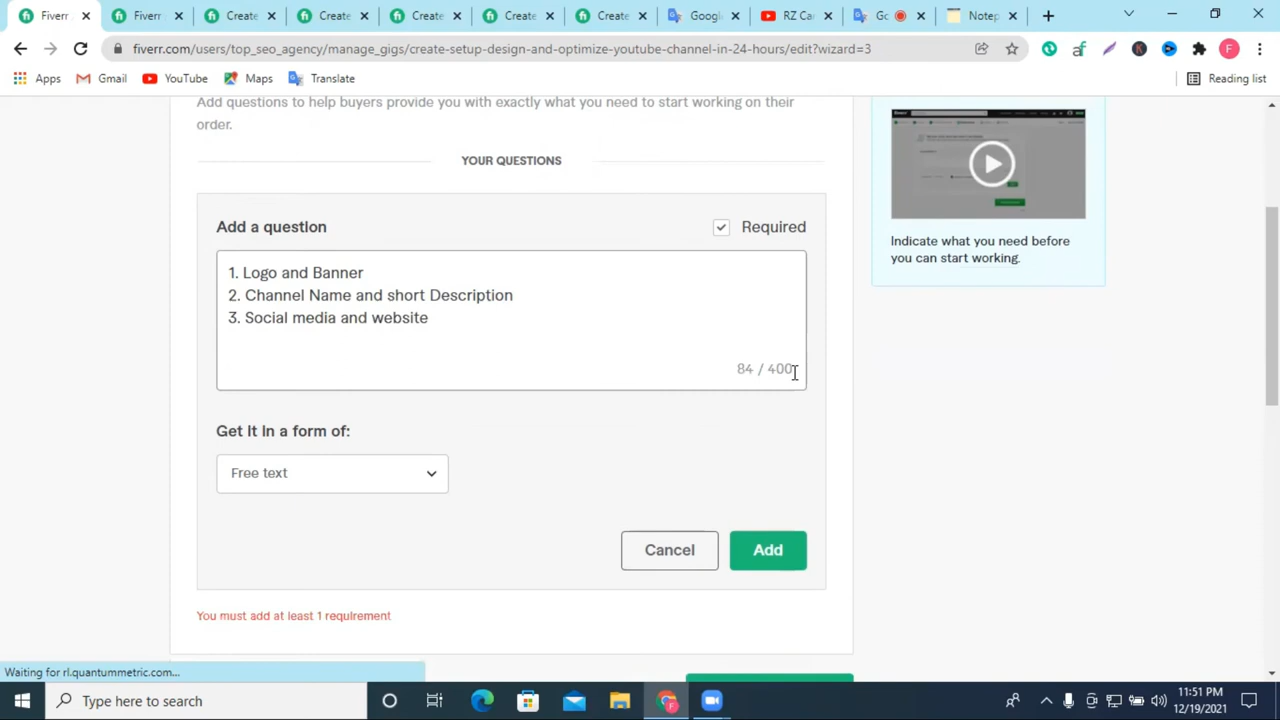 Fiverr
Fiverr
Create
Create
Create
Create
Create
Google
RZ Car
Go
Notep
fiverr.com/users/top_seo_agency/manage_gigs/create-setup-design-and-optimize-youtube-channel-in-24-hours/edit?wizard=3
Apps
Gmail
YouTube
Maps
Translate
Reading list
Add questions to help buyers provide you with exactly what you need to start working on their
order.
YOUR QUESTIONS
Add a question
Required
1. Logo and Banner
2. Channel Name and short Description
3. Social media and website
84 / 400
Get it in a form of:
Free text
Cancel
Add
You must add at least 1 requirement
Indicate what you need before
you can start working.
Waiting for rl.quantummetric.com...
Type here to search
11:51 PM
12/19/2021